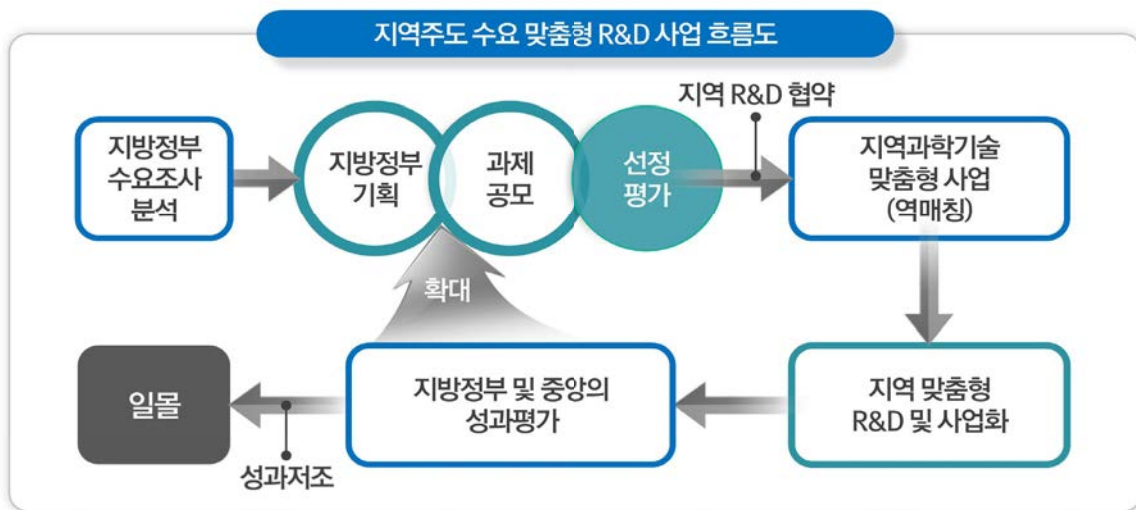 지역주도 수요 맞춤형 R&D 사업 흐름도
지방정부
수요조사
분석
지방정부
기획
과제
공모
선정
평가
지역 R&D 협약
지역과학기술
맞춤형 사업
(역매칭)
확대
일몰
성과저조
지방정부 및 중앙의
성과평가
지역 맞춤형
R&D 및 사업화